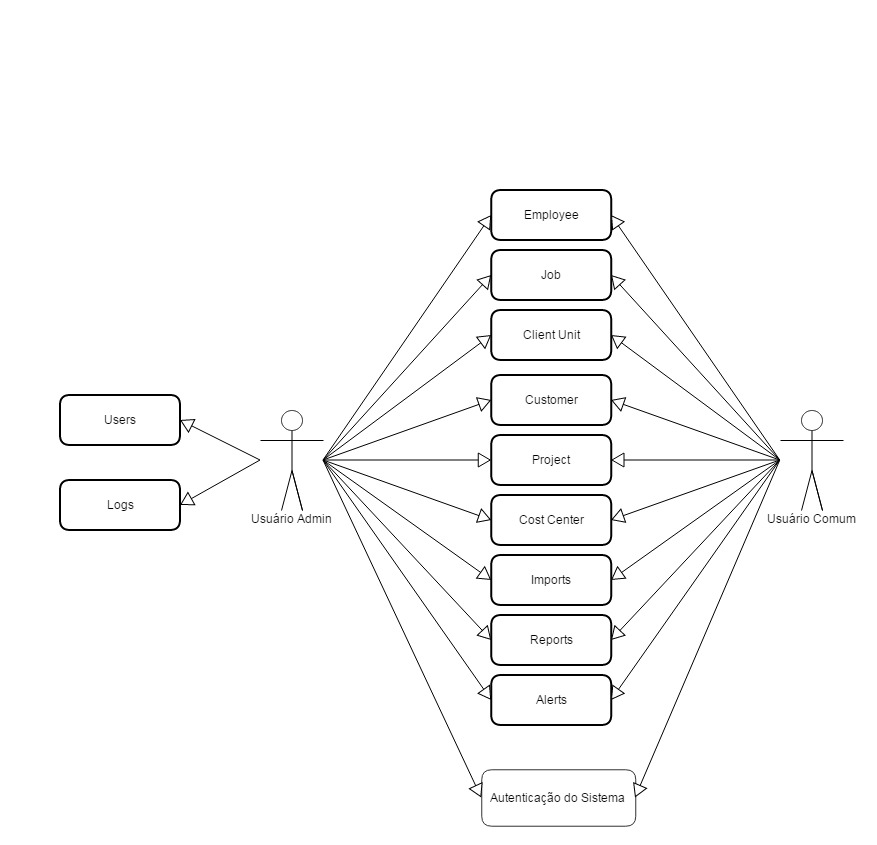 Employee
Job
Client Unit
Customer
Users
Project
Logs
Usuário Admin
Cost Center
Usuário Comum
Imports
Reports
Alerts
Autenticação do Sistema